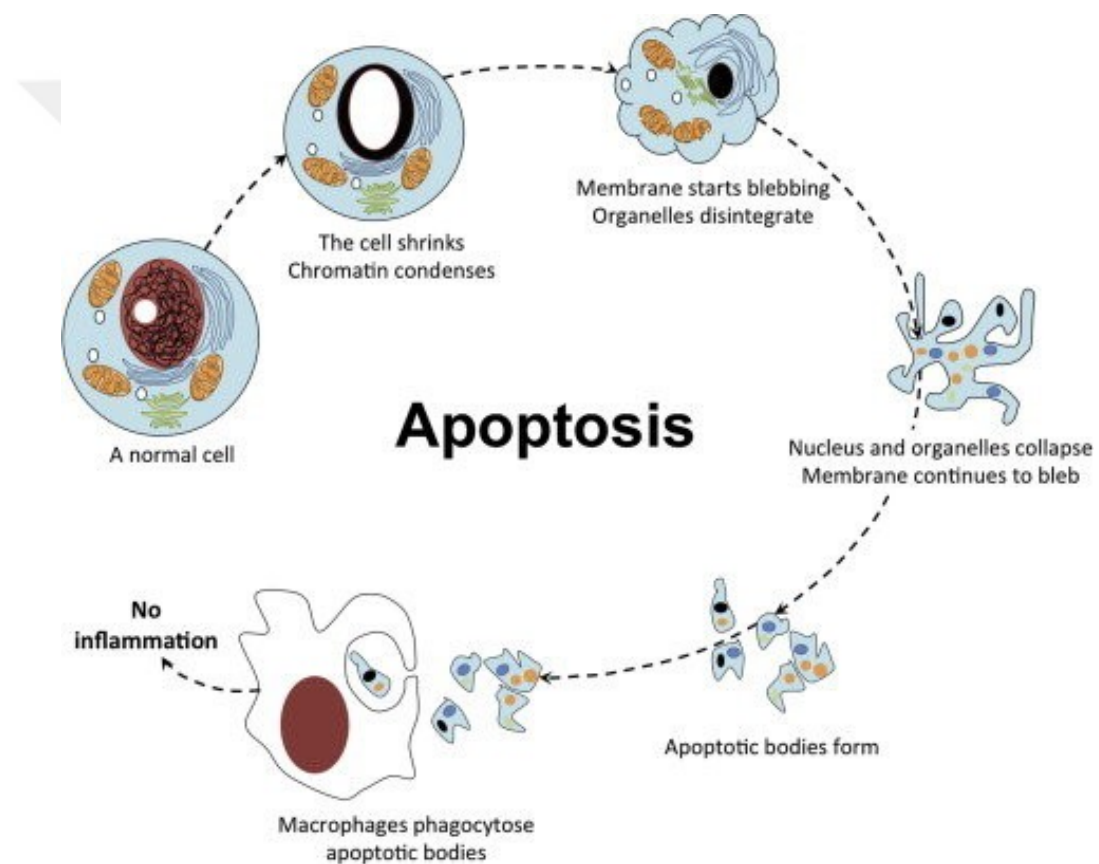 A normal cell
The cell shrinks
Chromatin condenses
Membrane starts blebbing
Organelles disintegrate
Apoptosis
Nucleus and organelles collapse
Membrane continues to bleb
Apoptotic bodies form
Macrophages phagocytose
apoptotic bodies
No
inflammation